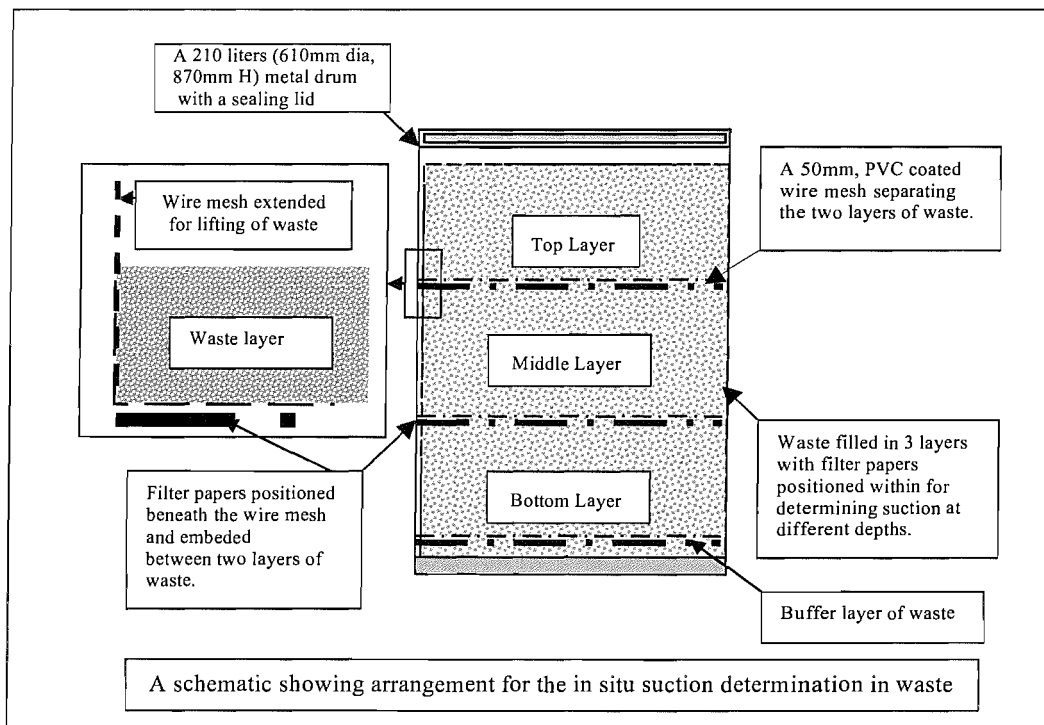 A 210 liters (610mm dia,
870mm H) metal drum
with a sealing lid
Wire mesh extended
for lifting of waste
Waste layer
Filter papers positioned
beneath the wire mesh
and embeded
between two layers of
waste.
Top Layer
Middle Layer
Bottom Layer
A 50mm, PVC coated
wire mesh separating
the two layers of waste.
Waste filled in 3 layers
with filter papers
positioned within for
determining suction at
different depths.
Buffer layer of waste
A schematic showing arrangement for the in situ suction determination in waste